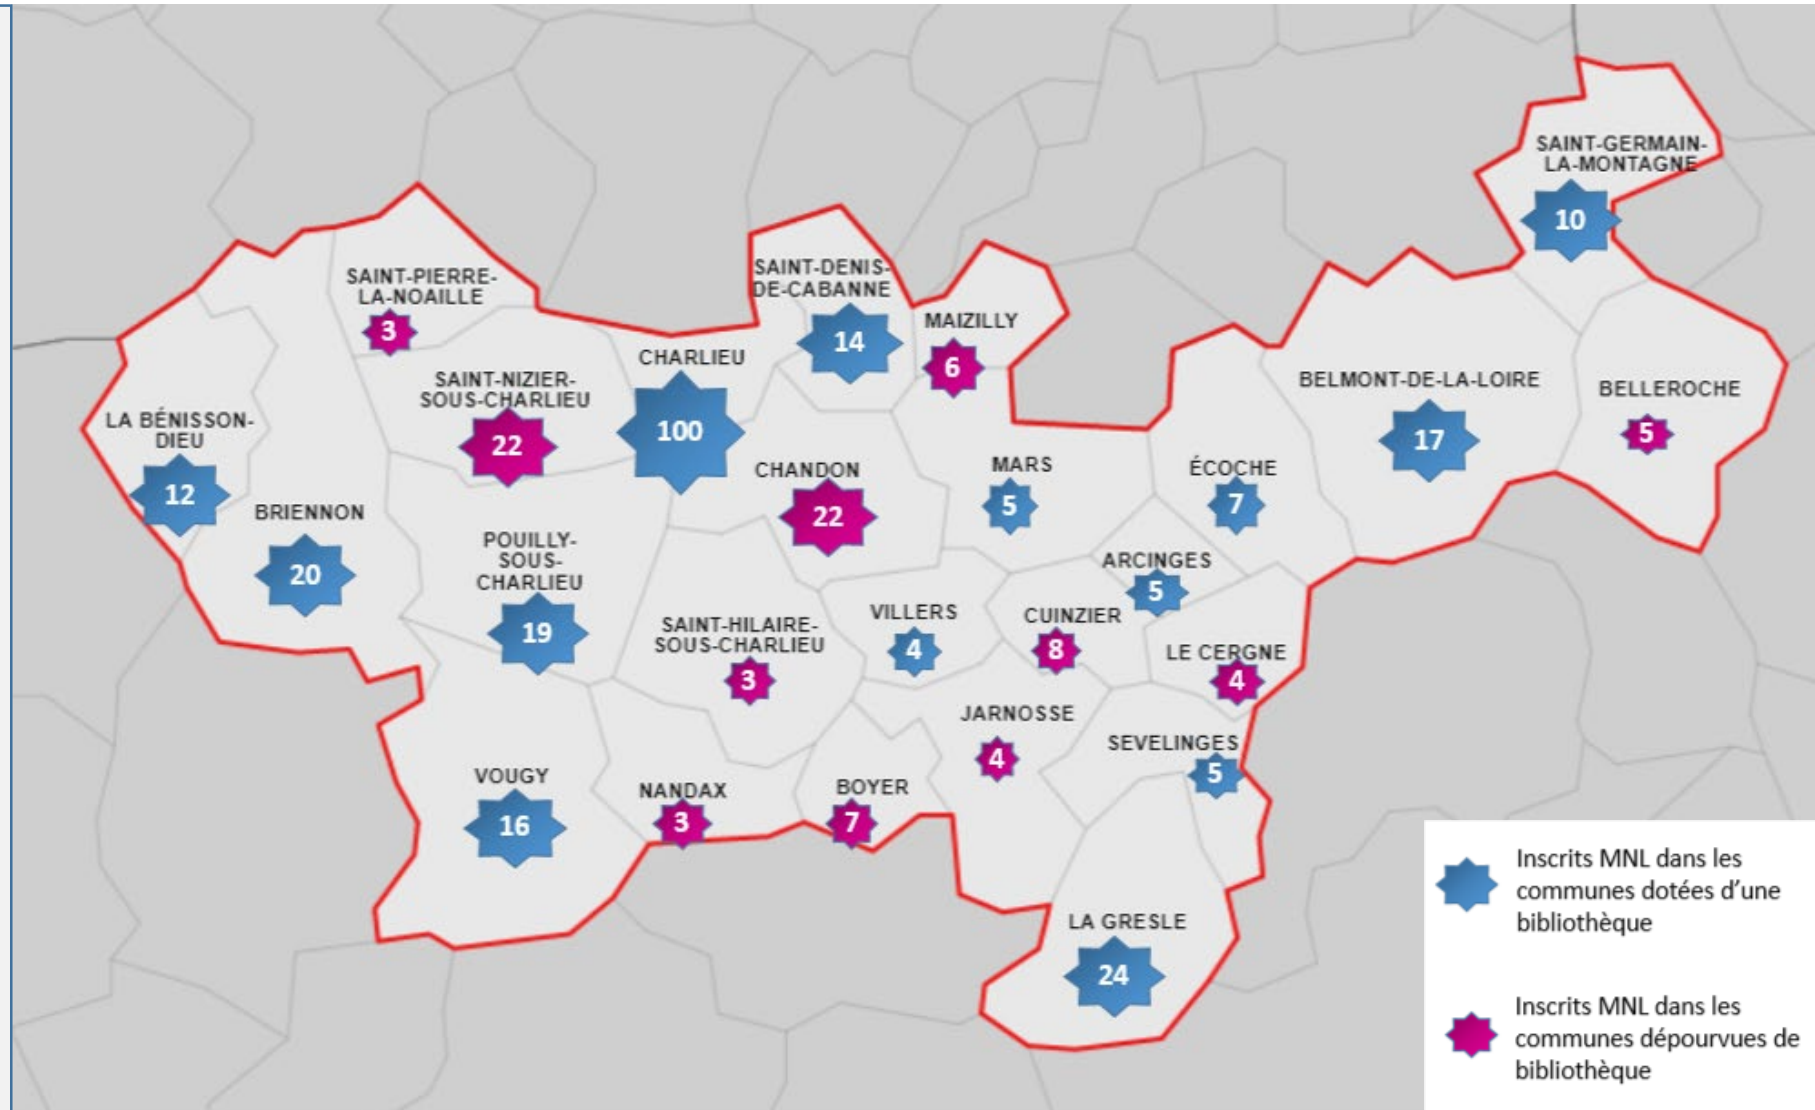 SAINT-GERMAIN-
LA-MONTAGNE
10
SAINT-PIERRE-
LA-NOAILLE
3
SAINT-DENIS-
DE-CABANNE
14
MAIZILLY
6
CHARLIEU
100
SAINT-NIZIER-
SOUS-CHARLIEU
22
BELMONT-DE-LA-LOIRE
17
BELLEROCHE
5
LA BÉNISSON-
DIEU
12
CHANDON
22
MARS
5
ÉCOCHE
7
BRIENNON
20
POUILLY-
SOUS-
CHARLIEU
19
ARCINGES
5
VILLERS
4
CUINZIER
8
SAINT-HILAIRE-
SOUS-CHARLIEU
3
LE CERGNE
4
JARNOSSE
4
SEVELINGES
5
VOUGY
16
NANDAX
3
BOYER
7
LA GRESLE
24
Inscrits MNL dans les
communes dotées d'une
bibliothèque
Inscrits MNL dans les
communes dépourvues de
bibliothèque